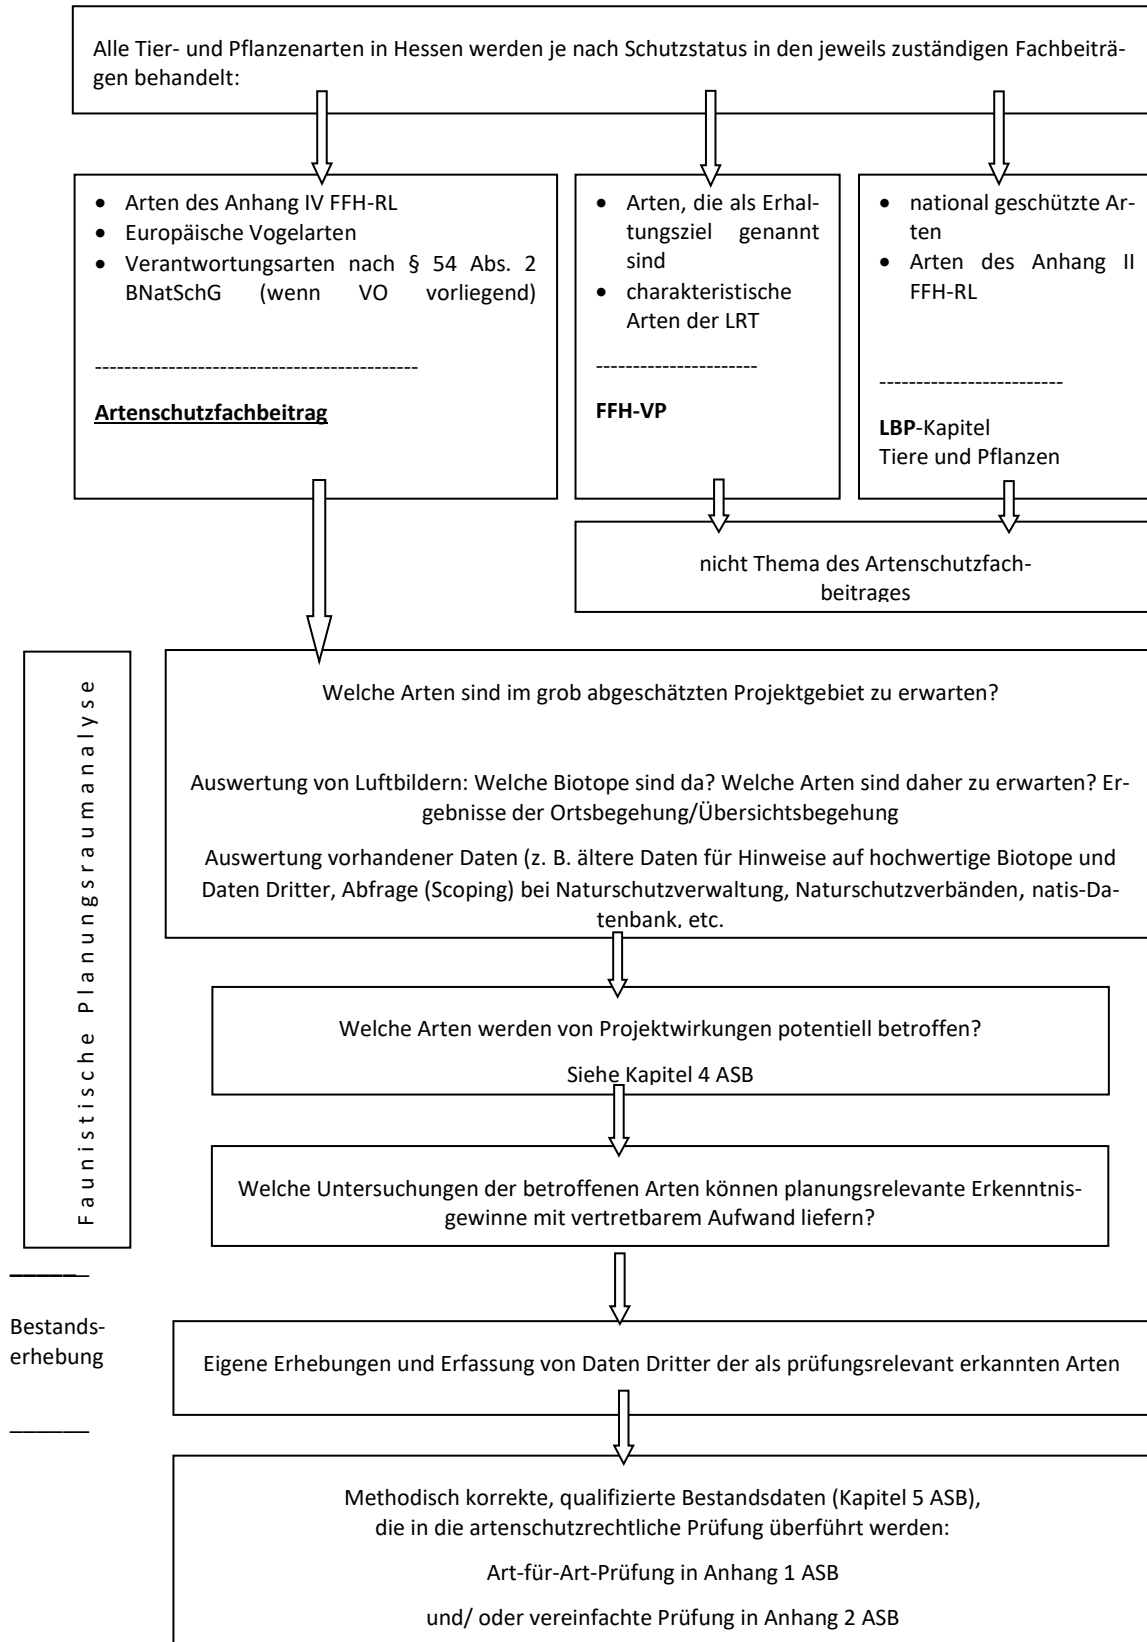 Alle Tier- und Pflanzenarten in Hessen werden je nach Schutzstatus in den jeweils zuständigen Fachbeiträ-
gen behandelt:
• Arten des Anhang IV FFH-RL
• Europäische Vogelarten
• Verantwortungsarten nach § 54 Abs. 2
BNatSchG (wenn VO vorliegend)
-------------------------------------------
Artenschutzfachbeitrag
• Arten, die als Erhal-
tungsziel genannt
sind
• charakteristische
Arten der LRT
----------------------
FFH-VP
• national geschützte Ar-
ten
• Arten des Anhang II
FFH-RL
-------------------------
LBP-Kapitel
Tiere und Pflanzen
nicht Thema des Artenschutzfach-
beitrages
Faunistische Planungsraumanalyse
Welche Arten sind im grob abgeschätzten Projektgebiet zu erwarten?
Auswertung von Luftbildern: Welche Biotope sind da? Welche Arten sind daher zu erwarten? Er-
gebnisse der Ortsbegehung/Übersichtsbegehung
Auswertung vorhandener Daten (z. B. ältere Daten für Hinweise auf hochwertige Biotope und
Daten Dritter, Abfrage (Scoping) bei Naturschutzverwaltung, Naturschutzverbänden, natis-Da-
tenbank, etc.
Welche Arten werden von Projektwirkungen potentiell betroffen?
Siehe Kapitel 4 ASB
Welche Untersuchungen der betroffenen Arten können planungsrelevante Erkenntnis-
gewinne mit vertretbarem Aufwand liefern?
Bestands-
erhebung
Eigene Erhebungen und Erfassung von Daten Dritter der als prüfungsrelevant erkannten Arten
Methodisch korrekte, qualifizierte Bestandsdaten (Kapitel 5 ASB),
die in die artenschutzrechtliche Prüfung überführt werden:
Art-für-Art-Prüfung in Anhang 1 ASB
und/ oder vereinfachte Prüfung in Anhang 2 ASB